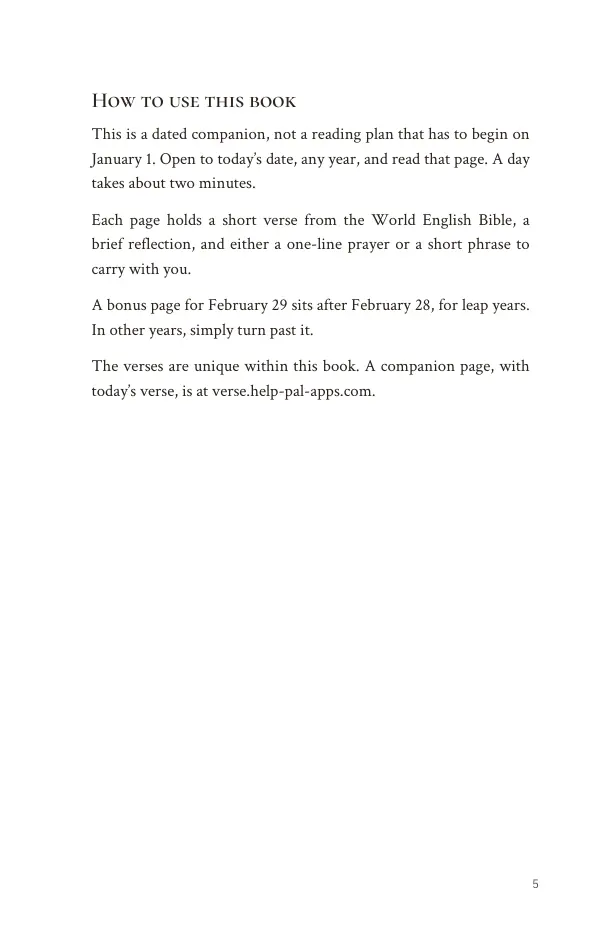 How to use this book
This is a dated companion, not a reading plan that has to begin on
January 1. Open to today’s date, any year, and read that page. A day
takes about two minutes.
Each page holds a short verse from the World English Bible, a
brief reflection, and either a one-line prayer or a short phrase to
carry with you.
A bonus page for February 29 sits after February 28, for leap years.
In other years, simply turn past it.
The verses are unique within this book. A companion page, with
today’s verse, is at verse.help-pal-apps.com.
5